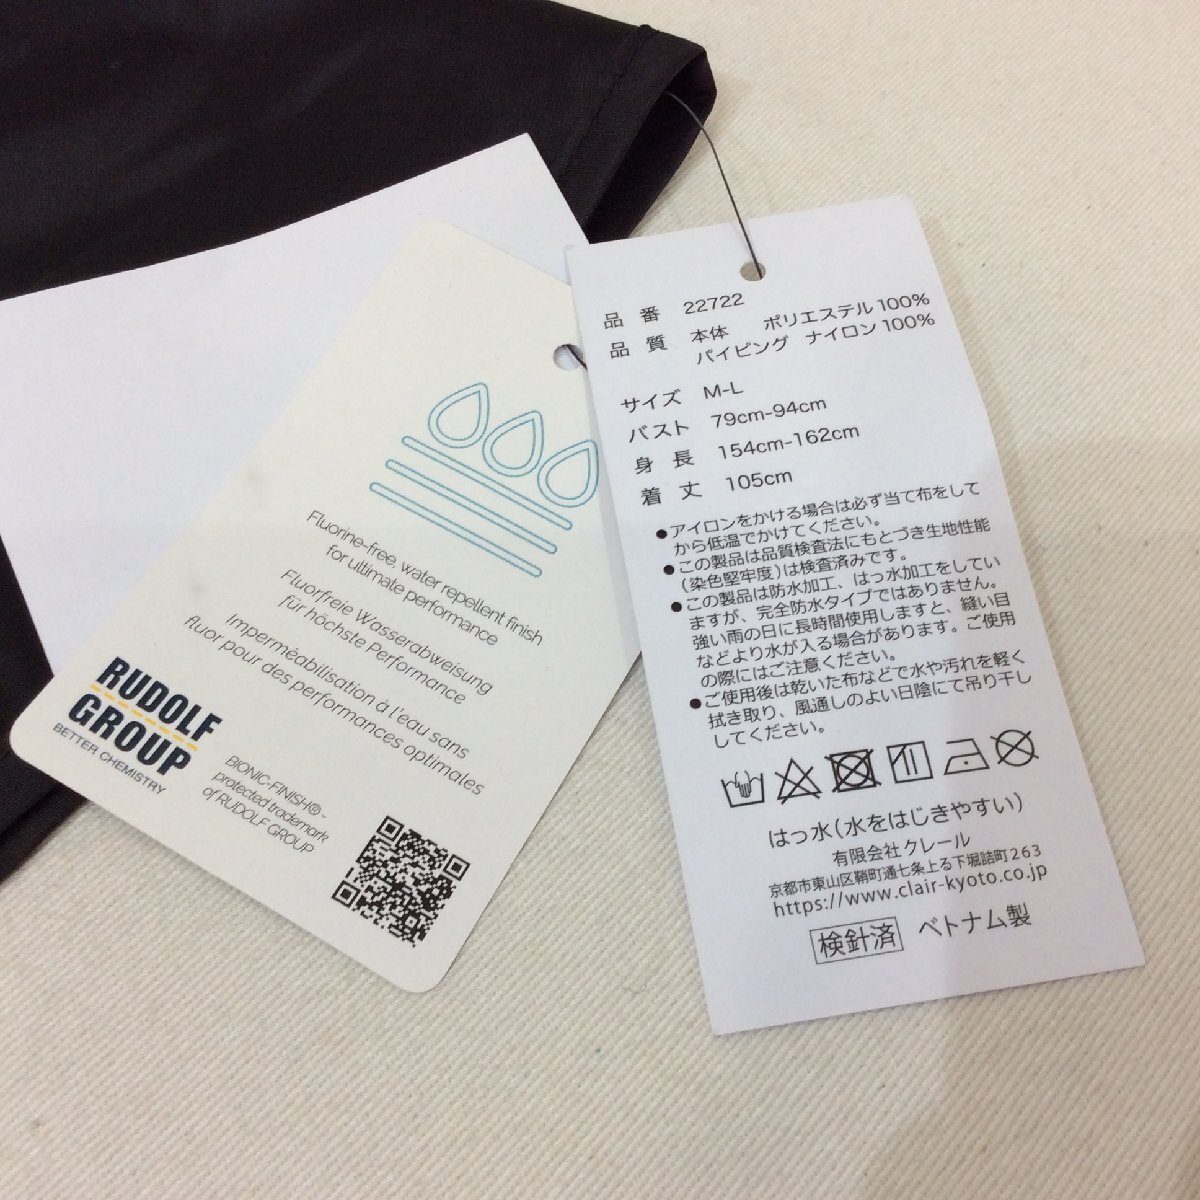 Fluorine-free, water repellent finish
for ultimate performance
Fluorfreie Wasserabweisung
für höchste Performance
Imperméabilisation à l'eau sans
fluor pour des performances optimales
RUDOLF
GROUP
BETTER CHEMISTRY
BIONIC-FINISH® -
protected trademark
of RUDOLF GROUP
品 番 22722
品 質 本体 ポリエステル100%
パイピング ナイロン100%
サイズ M-L
バスト 79cm-94cm
身 長 154cm-162cm
着 丈 105cm
●アイロンをかける場合は必ず当て布をして
から低温でかけてください。
●この製品は品質検査法にもとづき生地性能
(染色堅牢度)は検査済みです。
●この製品は防水加工、はっ水加工をしてい
ますが、完全防水タイプではありません。
強い雨の日に長時間使用しますと、縫い目
などより水が入る場合があります。ご使用
の際にはご注意ください。
●ご使用後は乾いた布などで水や汚れを軽く
拭き取り、風通しのよい日陰にて吊り干し
してください。
はっ水(水をはじきやすい)
有限会社クレール
京都市東山区鞘町通七条上る下堀詰町263
https://www.clair-kyoto.co.jp
検針済 ベトナム製